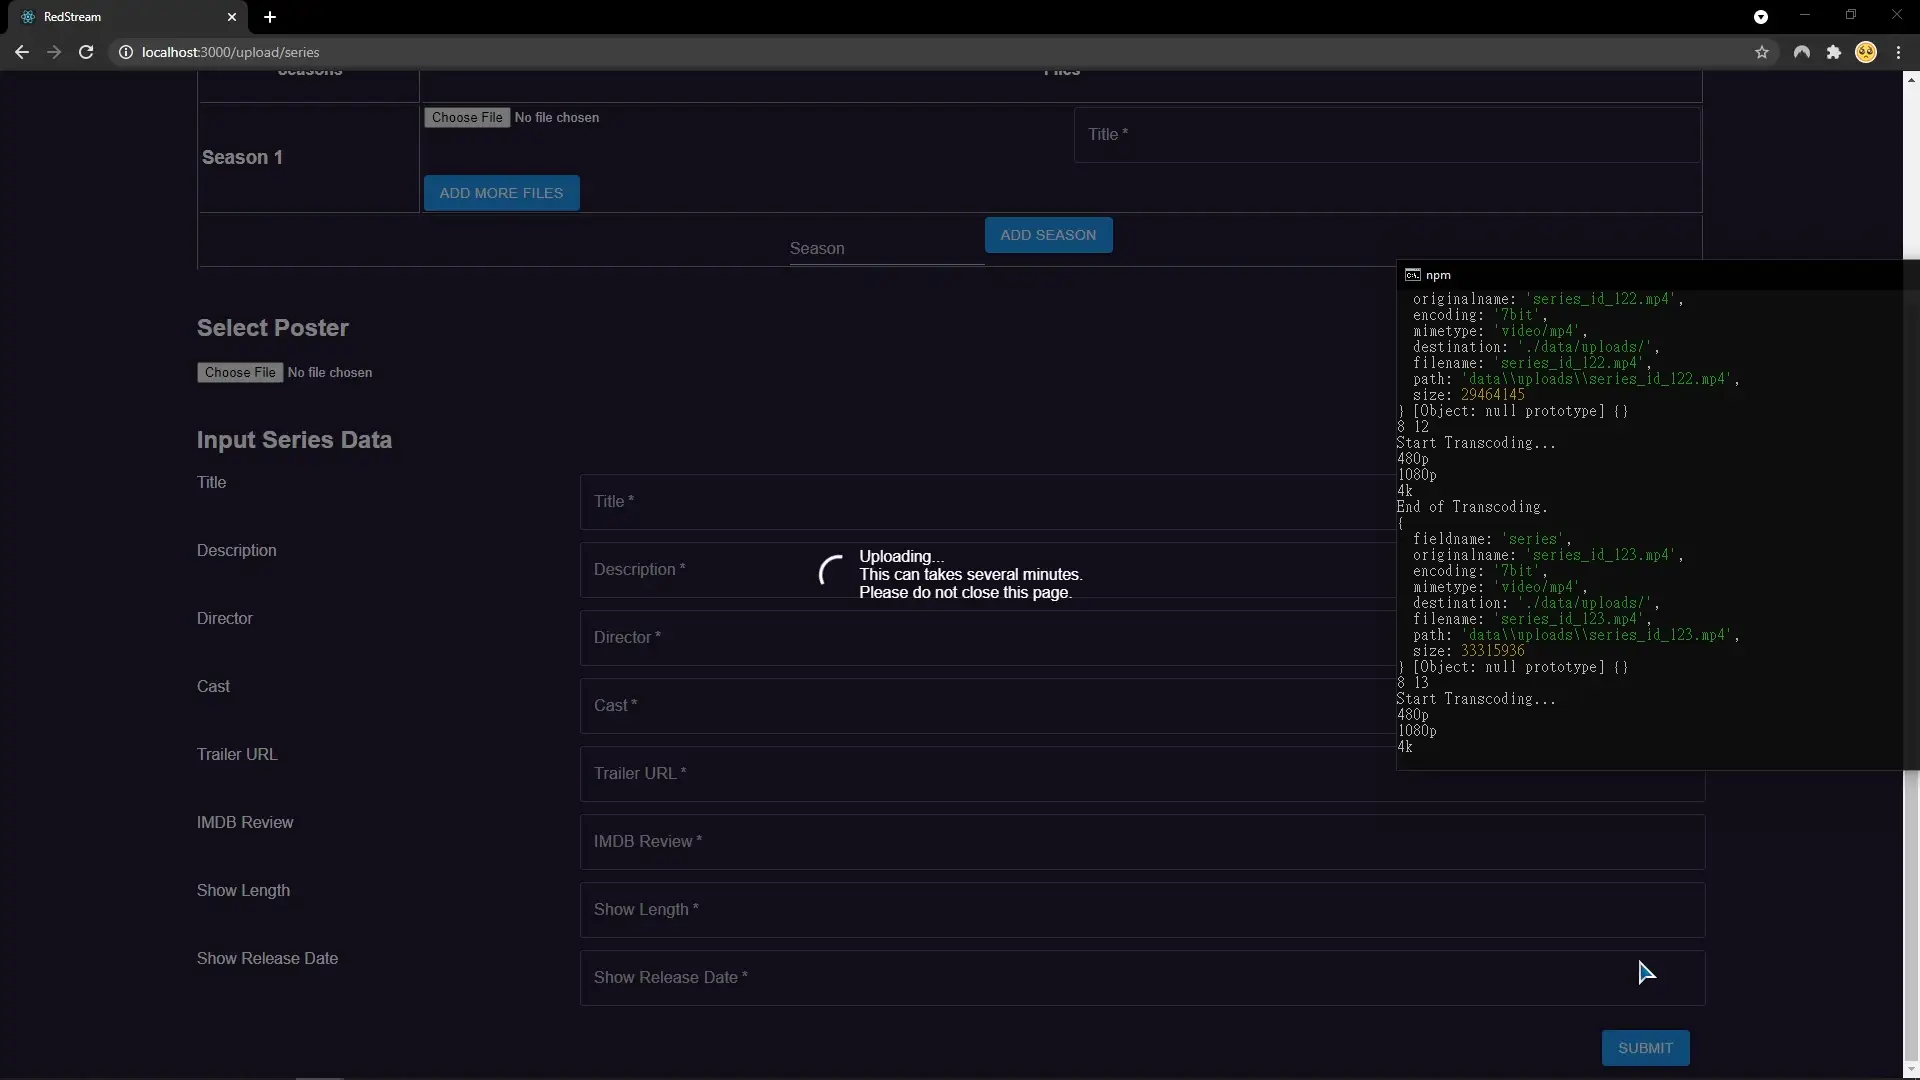 RedStream
localhost:3000/upload/series
Seasons
Files
Choose File No file chosen
Title *
Season 1
ADD MORE FILES
Season
ADD SEASON
Select Poster
Choose File No file chosen
Input Series Data
Title
Title *
Description
Description *
Director
Director *
Cast
Cast *
Trailer URL
Trailer URL *
IMDB Review
IMDB Review *
Show Length
Show Length *
Show Release Date
Show Release Date *
SUBMIT
Uploading...
This can takes several minutes.
Please do not close this page.
npm
originalname: 'series_id_122.mp4',
encoding: '7bit',
mimetype: 'video/mp4',
destination: './data/uploads/',
filename: 'series_id_122.mp4',
path: 'data\\uploads\\series_id_122.mp4',
size: 29464145
} [Object: null prototype] {}
8 12
Start Transcoding...
480p
1080p
4k
End of Transcoding.
{
fieldname: 'series',
originalname: 'series_id_123.mp4',
encoding: '7bit',
mimetype: 'video/mp4',
destination: './data/uploads/',
filename: 'series_id_123.mp4',
path: 'data\\uploads\\series_id_123.mp4',
size: 33315936
} [Object: null prototype] {}
8 13
Start Transcoding...
480p
1080p
4k